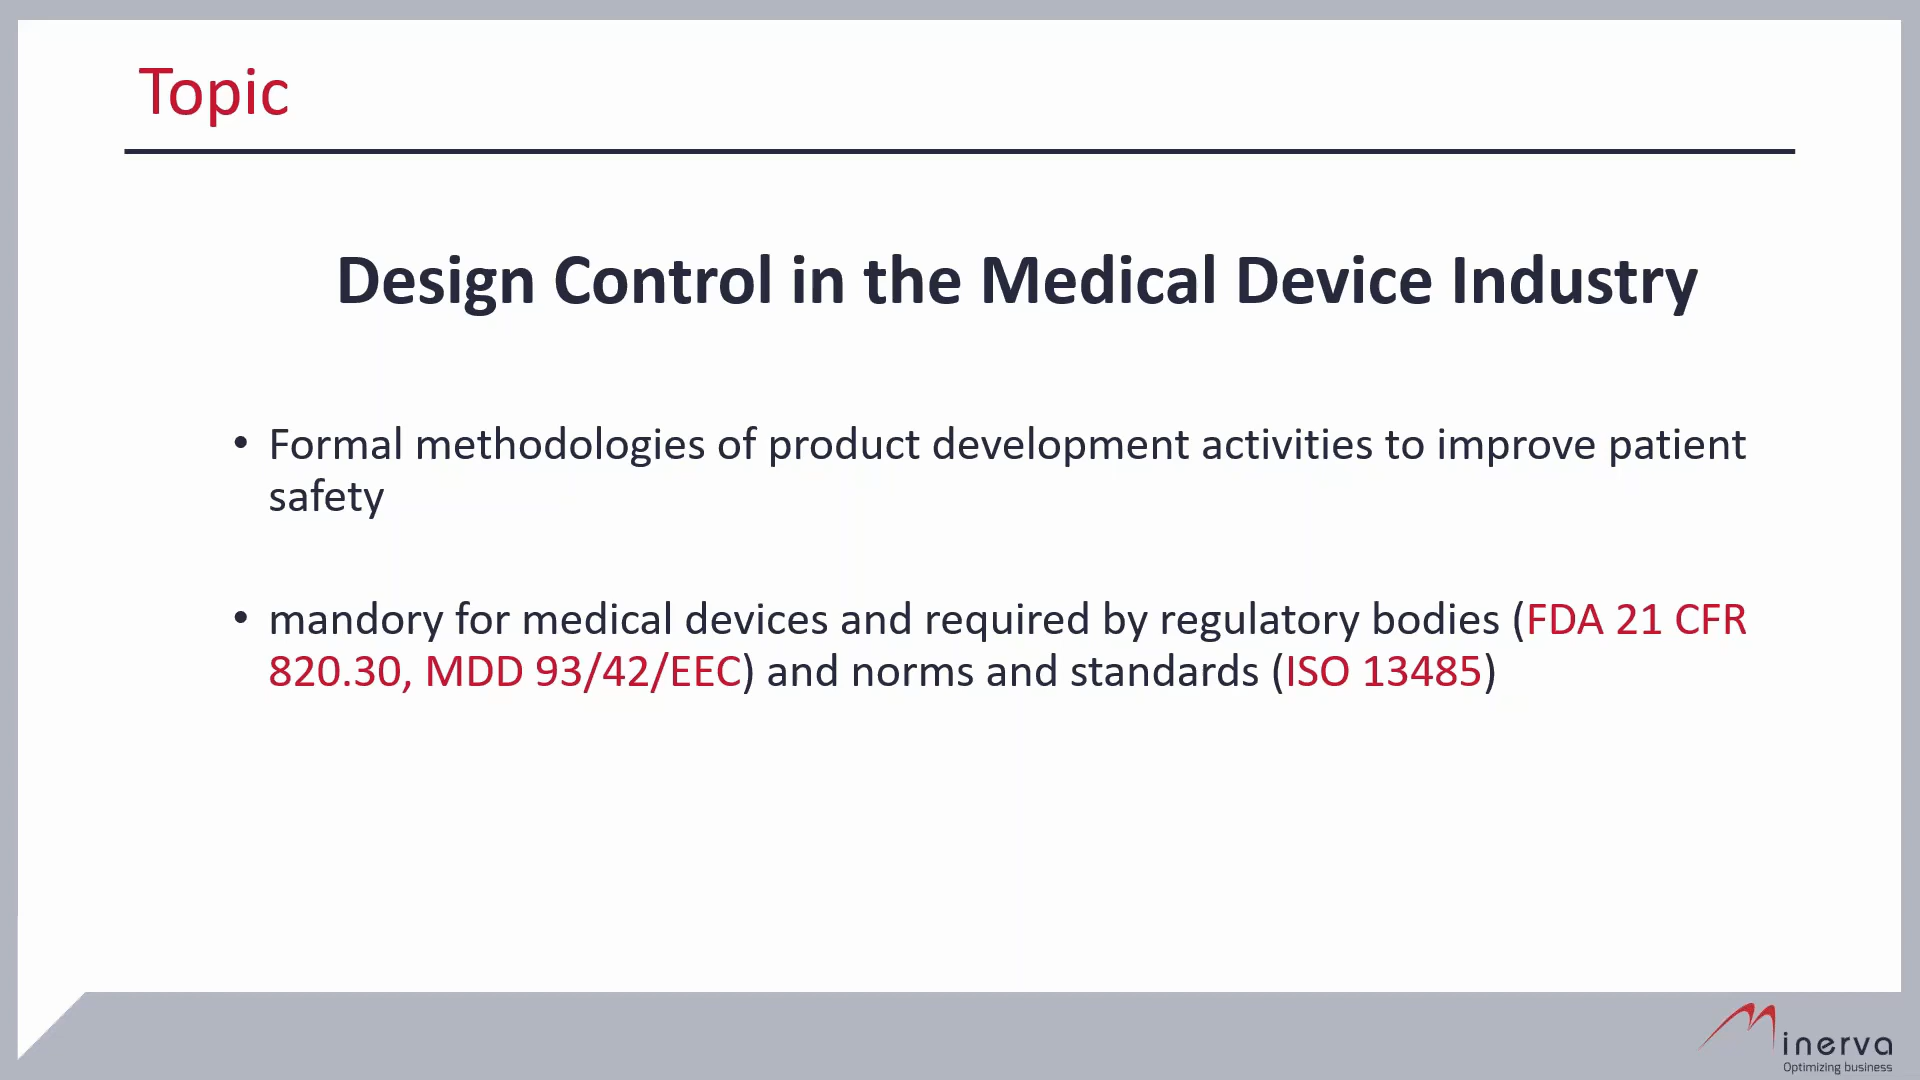 Topic
Design Control in the Medical Device Industry
• Formal methodologies of product development activities to improve patient
safety
• mandory for medical devices and required by regulatory bodies (FDA 21 CFR
820.30, MDD 93/42/EEC) and norms and standards (ISO 13485)
Minerva
Optimizing business